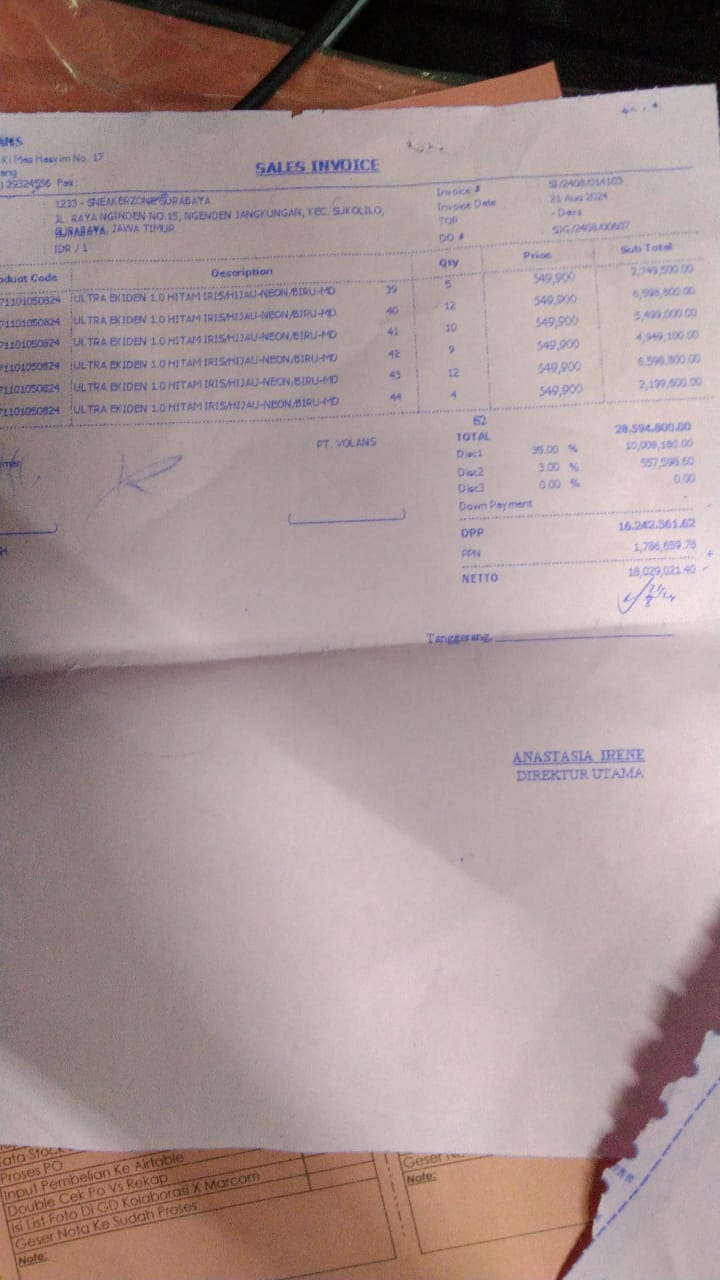 Ki Mas Hasyim No. 17
SALES INVOICE
) 29324556 Fax :
: 1233 - SNEAKERZONE SURABAYA
: JL. RAYA NGINDEN NO.15, NGENDEN JANGKUNGAN, KEC. SUKOLILO,
SURABAYA, JAWA TIMUR
: IDR / 1
Invoice # SI/2408/014103
Invoice Date 21 Aug 2024
TOP - Days
DO # SJG/2408/00607
oduct Code Description Qty Price Sub Total
71101050824 ULTRA EKIDEN 1.0 HITAM IRIS/HIJAU-NEON/BIRU-MD 39 5 549,900 2,749,500.00
71101050824 ULTRA EKIDEN 1.0 HITAM IRIS/HIJAU-NEON/BIRU-MD 40 12 549,900 6,598,800.00
71101050824 ULTRA EKIDEN 1.0 HITAM IRIS/HIJAU-NEON/BIRU-MD 41 10 549,900 5,499,000.00
71101050824 ULTRA EKIDEN 1.0 HITAM IRIS/HIJAU-NEON/BIRU-MD 42 9 549,900 4,949,100.00
71101050824 ULTRA EKIDEN 1.0 HITAM IRIS/HIJAU-NEON/BIRU-MD 43 12 549,900 6,598,800.00
71101050824 ULTRA EKIDEN 1.0 HITAM IRIS/HIJAU-NEON/BIRU-MD 44 4 549,900 2,199,600.00
52
PT. VOLANS
TOTAL 28.594.800.00
Disc1 35.00 % 10,008,180.00
Disc2 3.00 % 557,598.60
Disc3 0.00 % 0.00
Down Payment -
DPP 16.242.361.62
PPN 1,786,659.78 +
NETTO 18,029,021.40
Tanggerang,
ANASTASIA IRENE
DIREKTUR UTAMA
ata Stock
Proses PO
Input Pembelian Ke Airtable
Double Cek Po Vs Rekap
Isi List Foto Di GD Kolaborasi X Marcom
Geser Nota Ke Sudah Proses
Note:
Geser
Note: